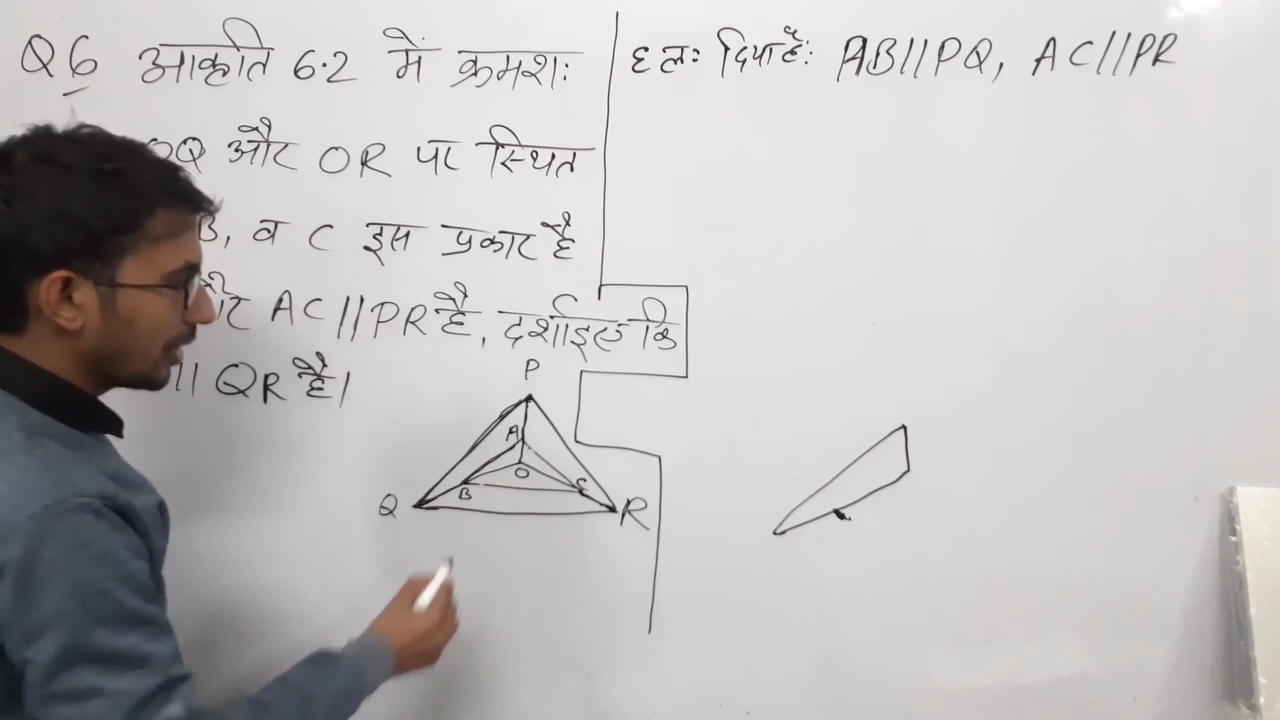 Q6 आकृति 6.2 में क्रमशः
OQ और OR पर स्थित
B, व C इस प्रकार है
AC//PR है, दर्शाइए कि
// QR है।
हलः दिया हैः AB//PQ, AC//PR
P
A
O
B
C
Q
R